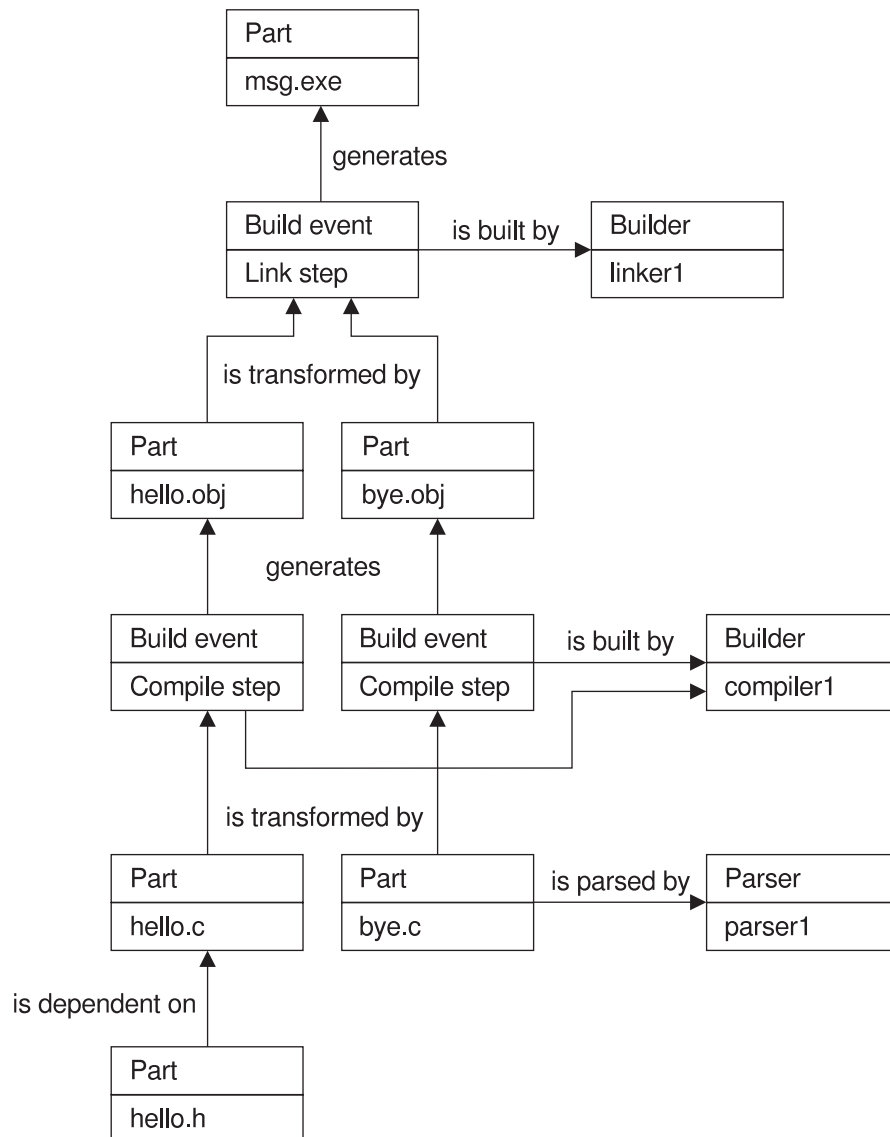 Part
msg.exe
generates
Build event
is built by
Builder
Link step
linker1
is transformed by
Part
Part
hello.obj
bye.obj
generates
Build event
Build event
is built by
Builder
Compile step
Compile step
compiler1
is transformed by
Part
Part
is parsed by
Parser
hello.c
bye.c
parser1
is dependent on
Part
hello.h